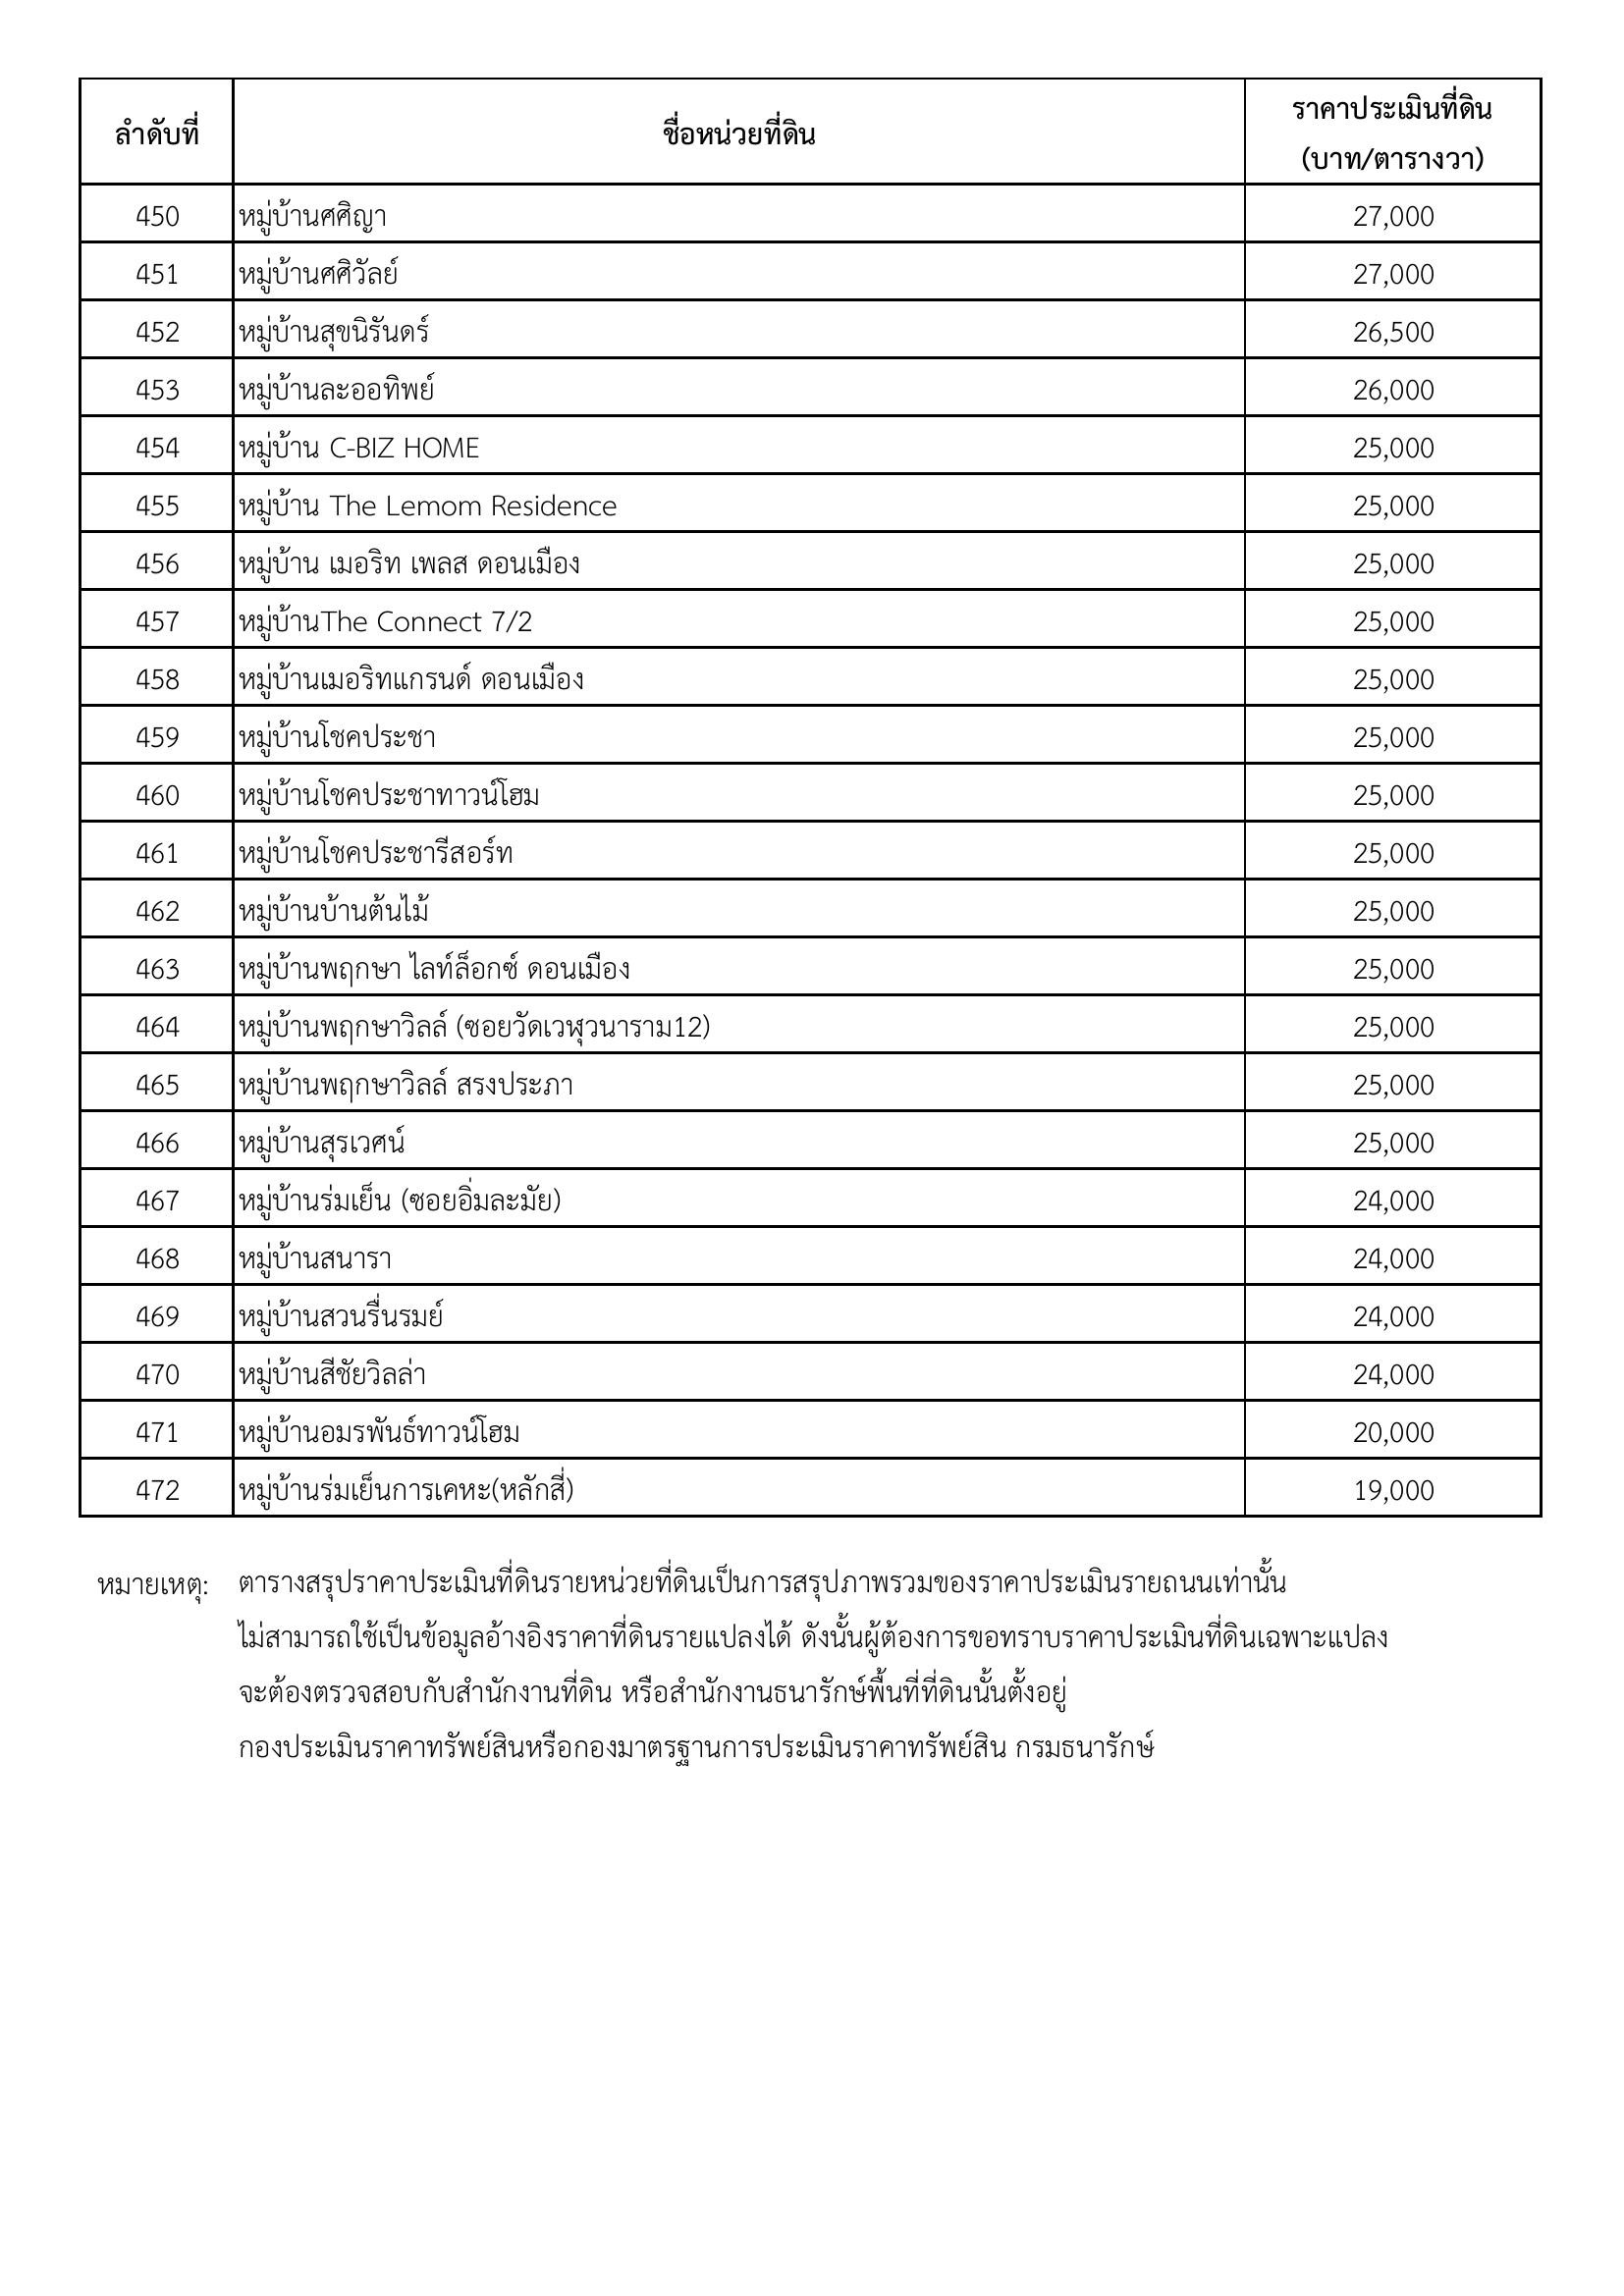 ลำดับที่ ชื่อหน่วยที่ดิน ราคาประเมินที่ดิน
(บาท/ตารางวา)
450 หมู่บ้านศศิญา 27,000
451 หมู่บ้านศศิวัลย์ 27,000
452 หมู่บ้านสุขนิรันดร์ 26,500
453 หมู่บ้านละออทิพย์ 26,000
454 หมู่บ้าน C-BIZ HOME 25,000
455 หมู่บ้าน The Lemom Residence 25,000
456 หมู่บ้าน เมอริท เพลส ดอนเมือง 25,000
457 หมู่บ้านThe Connect 7/2 25,000
458 หมู่บ้านเมอริทแกรนด์ ดอนเมือง 25,000
459 หมู่บ้านโชคประชา 25,000
460 หมู่บ้านโชคประชาทาวน์โฮม 25,000
461 หมู่บ้านโชคประชารีสอร์ท 25,000
462 หมู่บ้านบ้านต้นไม้ 25,000
463 หมู่บ้านพฤกษา ไลท์ล็อกซ์ ดอนเมือง 25,000
464 หมู่บ้านพฤกษาวิลล์ (ซอยวัดเวฬุวนาราม12) 25,000
465 หมู่บ้านพฤกษาวิลล์ สรงประภา 25,000
466 หมู่บ้านสุรเวศน์ 25,000
467 หมู่บ้านร่มเย็น (ซอยอิ่มละมัย) 24,000
468 หมู่บ้านสนารา 24,000
469 หมู่บ้านสวนรื่นรมย์ 24,000
470 หมู่บ้านสีชัยวิลล่า 24,000
471 หมู่บ้านอมรพันธ์ทาวน์โฮม 20,000
472 หมู่บ้านร่มเย็นการเคหะ(หลักสี่) 19,000
หมายเหตุ: ตารางสรุปราคาประเมินที่ดินรายหน่วยที่ดินเป็นการสรุปภาพรวมของราคาประเมินรายถนนเท่านั้น
ไม่สามารถใช้เป็นข้อมูลอ้างอิงราคาที่ดินรายแปลงได้ ดังนั้นผู้ต้องการขอทราบราคาประเมินที่ดินเฉพาะแปลง
จะต้องตรวจสอบกับสำนักงานที่ดิน หรือสำนักงานธนารักษ์พื้นที่ที่ดินนั้นตั้งอยู่
กองประเมินราคาทรัพย์สินหรือกองมาตรฐานการประเมินราคาทรัพย์สิน กรมธนารักษ์